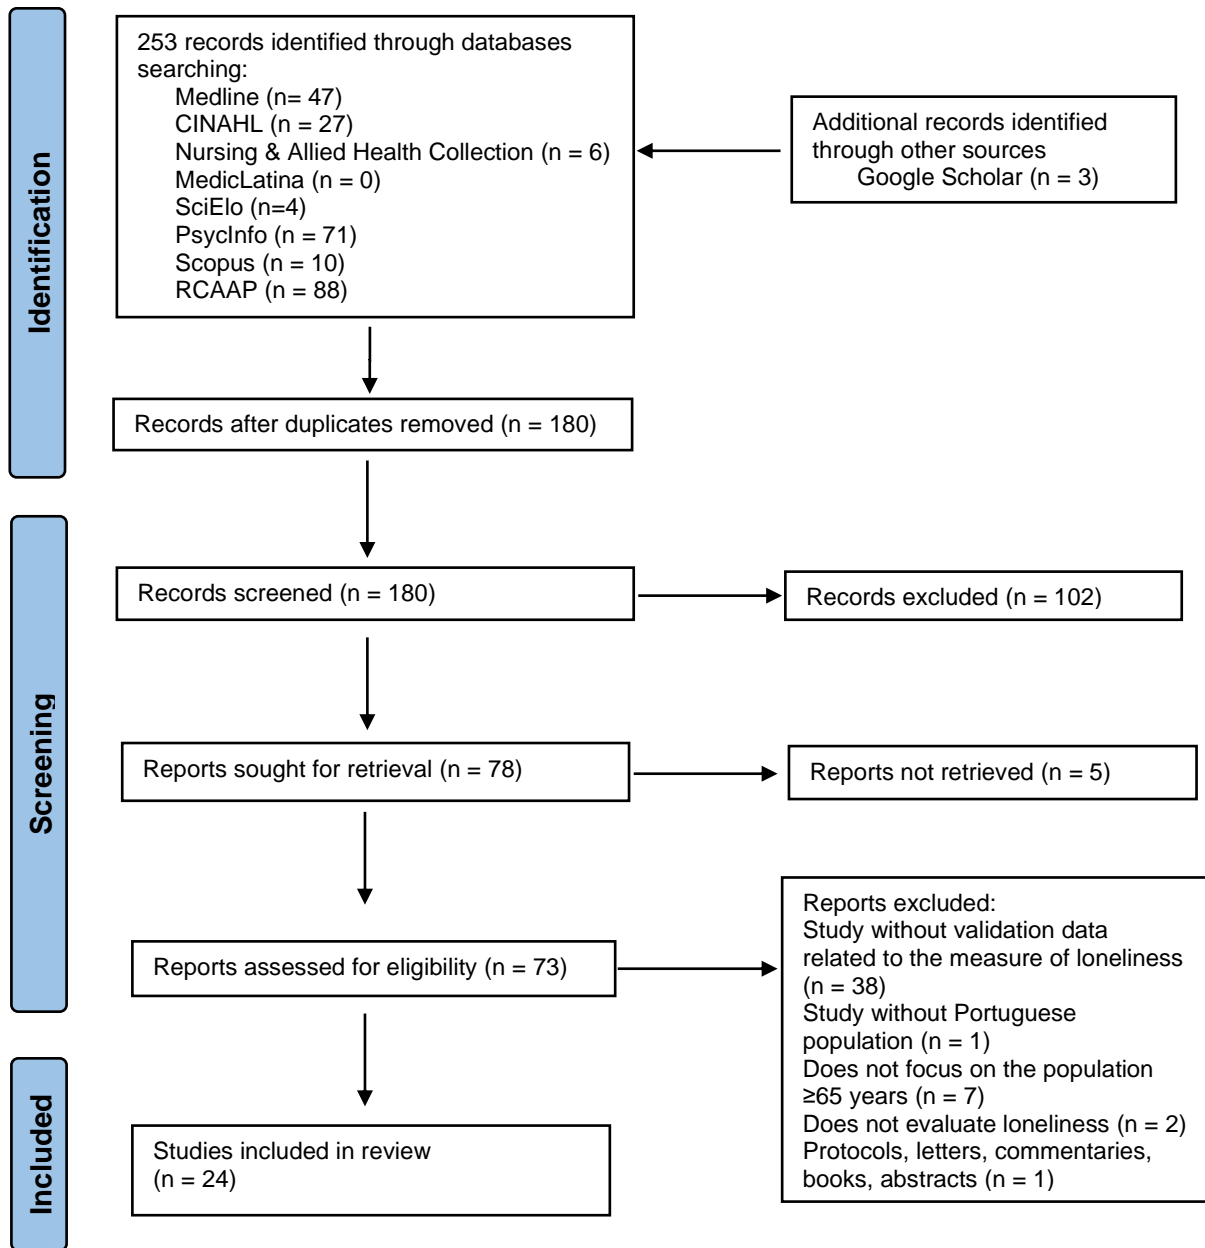 Identification
253 records identified through databases
searching:
Medline (n= 47)
CINAHL (n = 27)
Nursing & Allied Health Collection (n = 6)
MedicLatina (n = 0)
SciElo (n=4)
PsycInfo (n = 71)
Scopus (n = 10)
RCAAP (n = 88)
Additional records identified
through other sources
Google Scholar (n = 3)
Records after duplicates removed (n = 180)
Screening
Records screened (n = 180)
Records excluded (n = 102)
Reports sought for retrieval (n = 78)
Reports not retrieved (n = 5)
Reports assessed for eligibility (n = 73)
Reports excluded:
Study without validation data
related to the measure of loneliness
(n = 38)
Study without Portuguese
population (n = 1)
Does not focus on the population
≥65 years (n = 7)
Does not evaluate loneliness (n = 2)
Protocols, letters, commentaries,
books, abstracts (n = 1)
Included
Studies included in review
(n = 24)